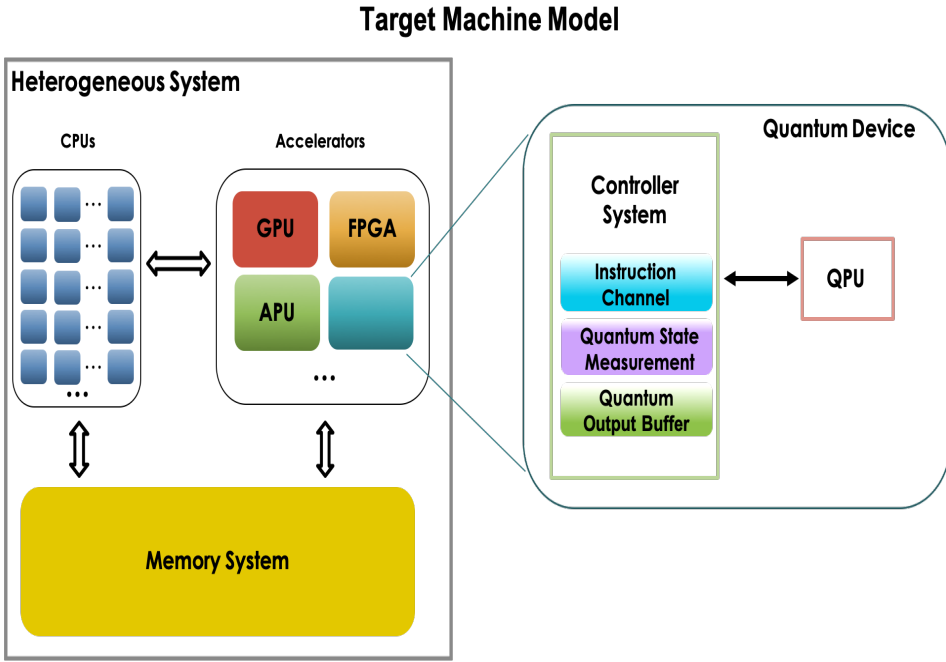 Target Machine Model
Heterogeneous System
CPUs
Accelerators
...
...
...
...
...
...
GPU
FPGA
APU
...
Memory System
Quantum Device
Controller
System
Instruction
Channel
Quantum State
Measurement
Quantum
Output Buffer
QPU